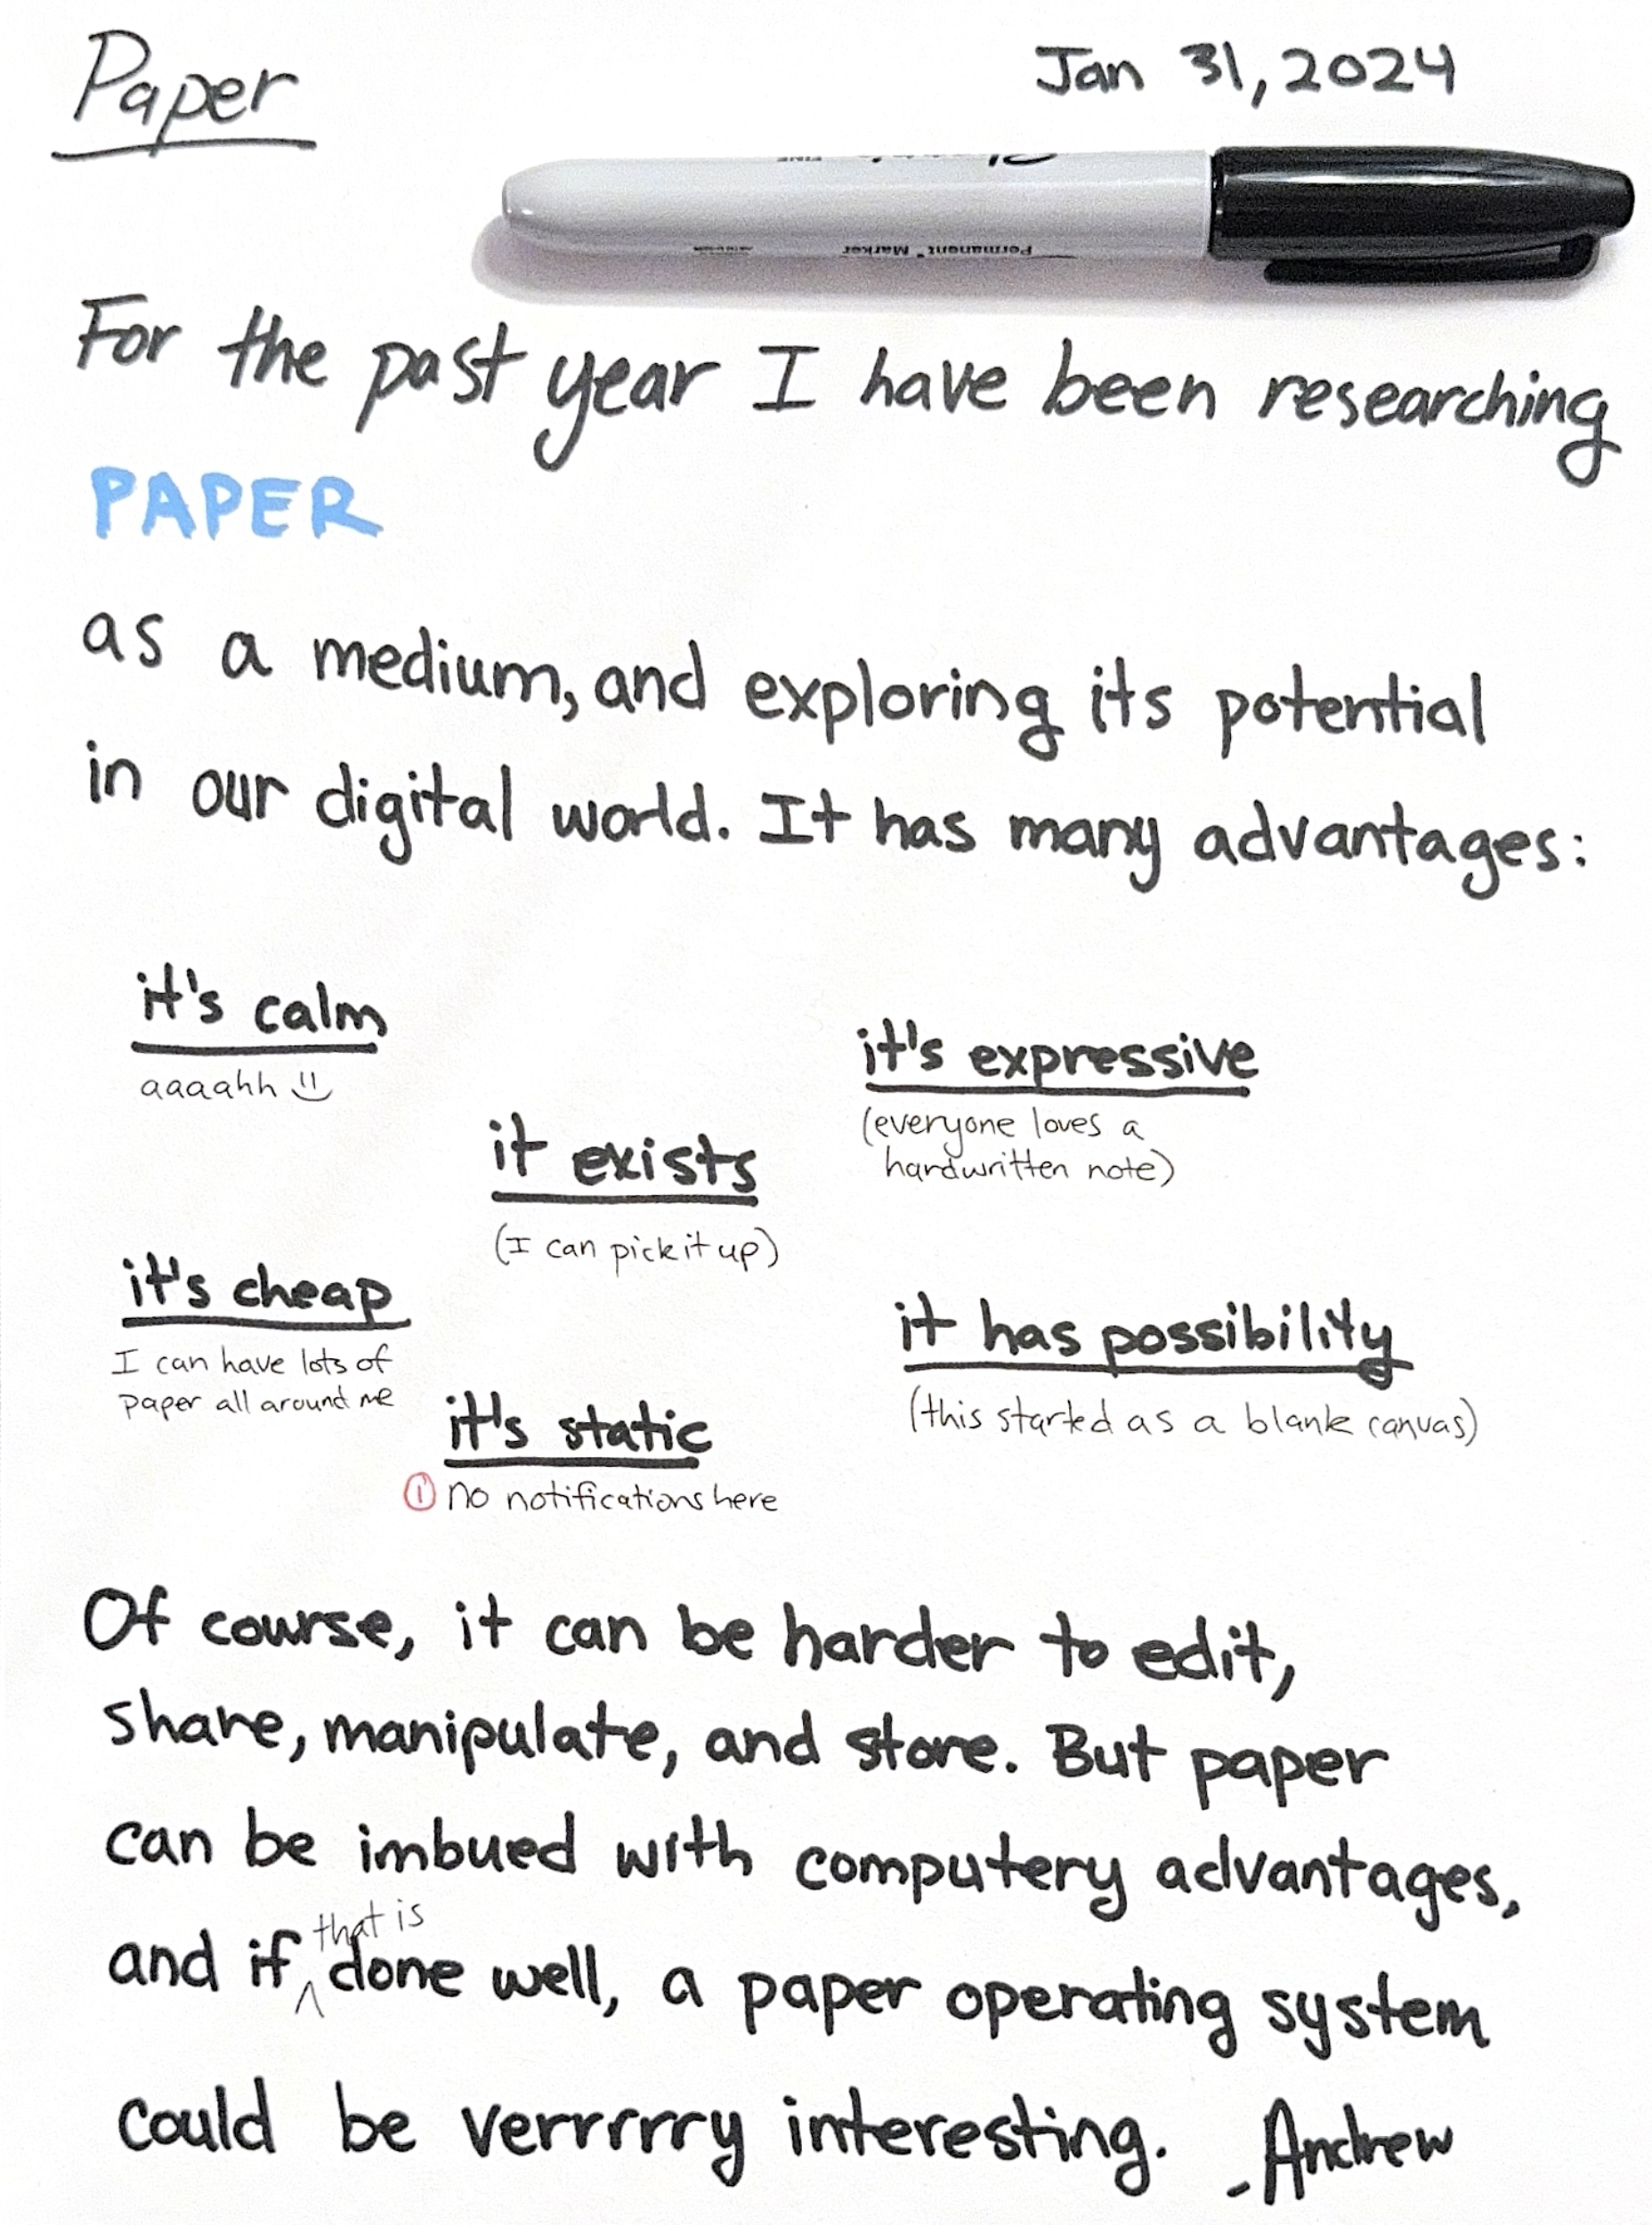 Paper
Jan 31, 2024
FINE
Permanent Marker
For the past year I have been researching
PAPER
as a medium, and exploring its potential
in our digital world. It has many advantages:
it's calm
aaaahh
it's expressive
(everyone loves a
handwritten note)
it exists
(I can pick it up)
it's cheap
I can have lots of
paper all around me
it has possibility
(this started as a blank canvas)
it's static
1 no notifications here
Of course, it can be harder to edit,
share, manipulate, and store. But paper
can be imbued with computery advantages,
and if that is done well, a paper operating system
could be verrrrrry interesting.
- Andrew